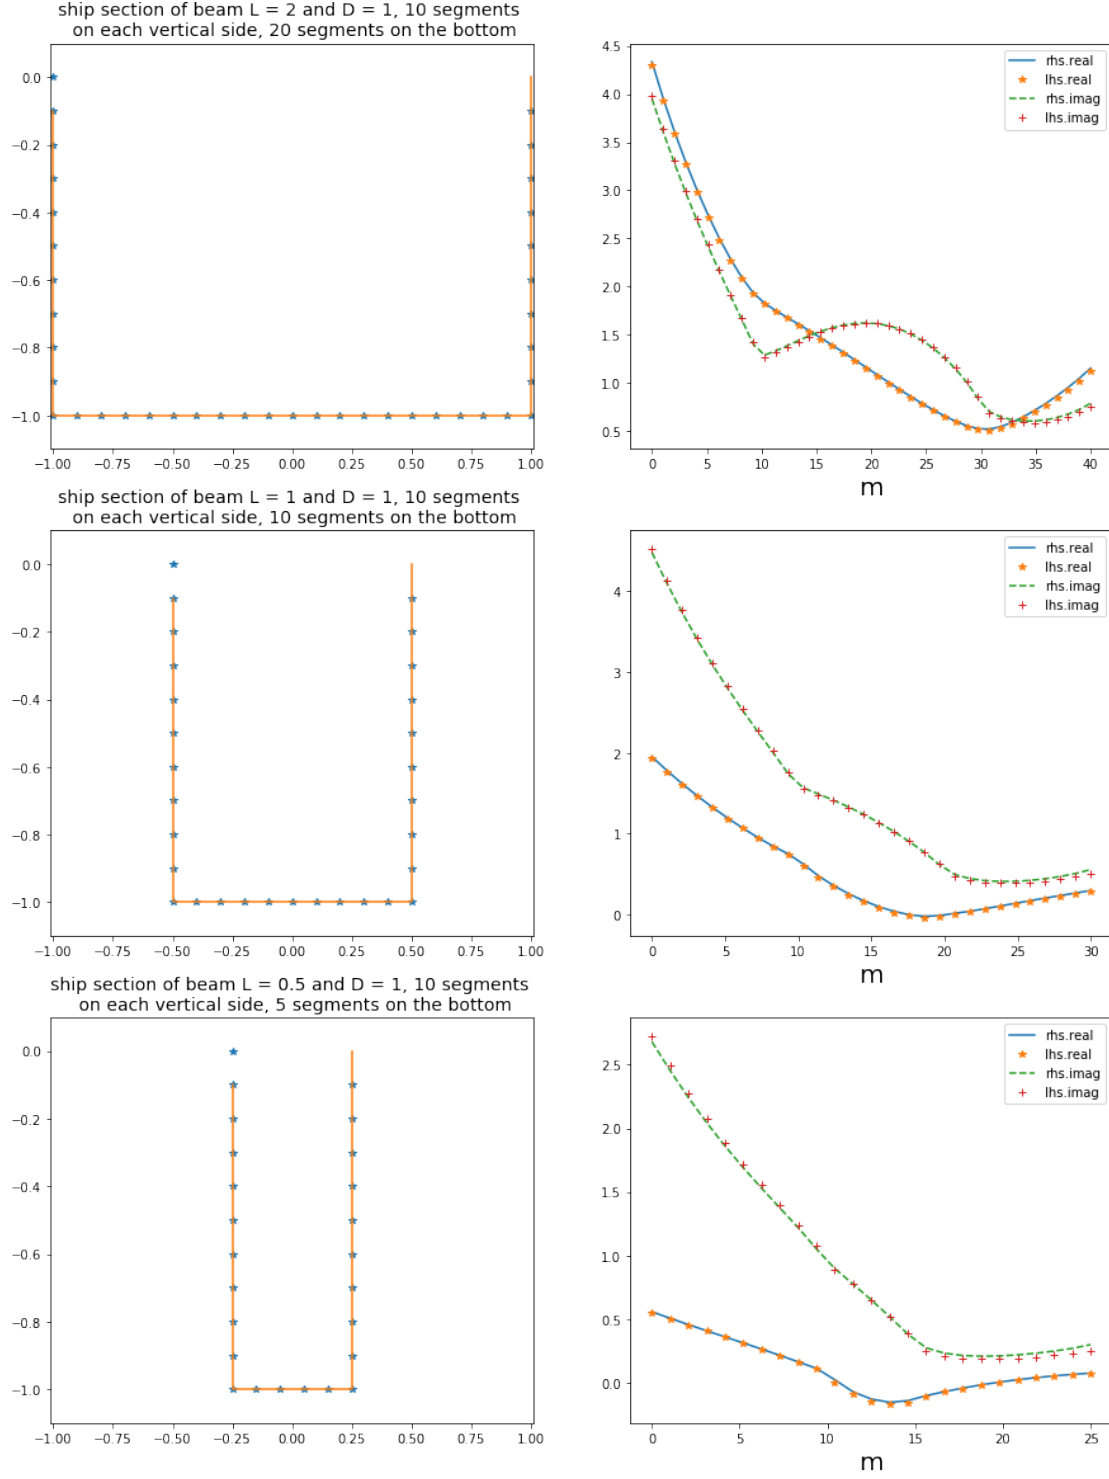 ship section of beam L = 2 and D = 1, 10 segments
on each vertical side, 20 segments on the bottom
0.0
−0.2
−0.4
−0.6
−0.8
−1.0
−1.00 −0.75 −0.50 −0.25 0.00 0.25 0.50 0.75 1.00
4.5
4.0
3.5
3.0
2.5
2.0
1.5
1.0
0.5
rhs.real
lhs.real
rhs.imag
lhs.imag
0 5 10 15 20 25 30 35 40
m
ship section of beam L = 1 and D = 1, 10 segments
on each vertical side, 10 segments on the bottom
0.0
−0.2
−0.4
−0.6
−0.8
−1.0
−1.00 −0.75 −0.50 −0.25 0.00 0.25 0.50 0.75 1.00
4
3
2
1
0
rhs.real
lhs.real
rhs.imag
lhs.imag
0 5 10 15 20 25 30
m
ship section of beam L = 0.5 and D = 1, 10 segments
on each vertical side, 5 segments on the bottom
0.0
−0.2
−0.4
−0.6
−0.8
−1.0
−1.00 −0.75 −0.50 −0.25 0.00 0.25 0.50 0.75 1.00
2.5
2.0
1.5
1.0
0.5
0.0
rhs.real
lhs.real
rhs.imag
lhs.imag
0 5 10 15 20 25
m